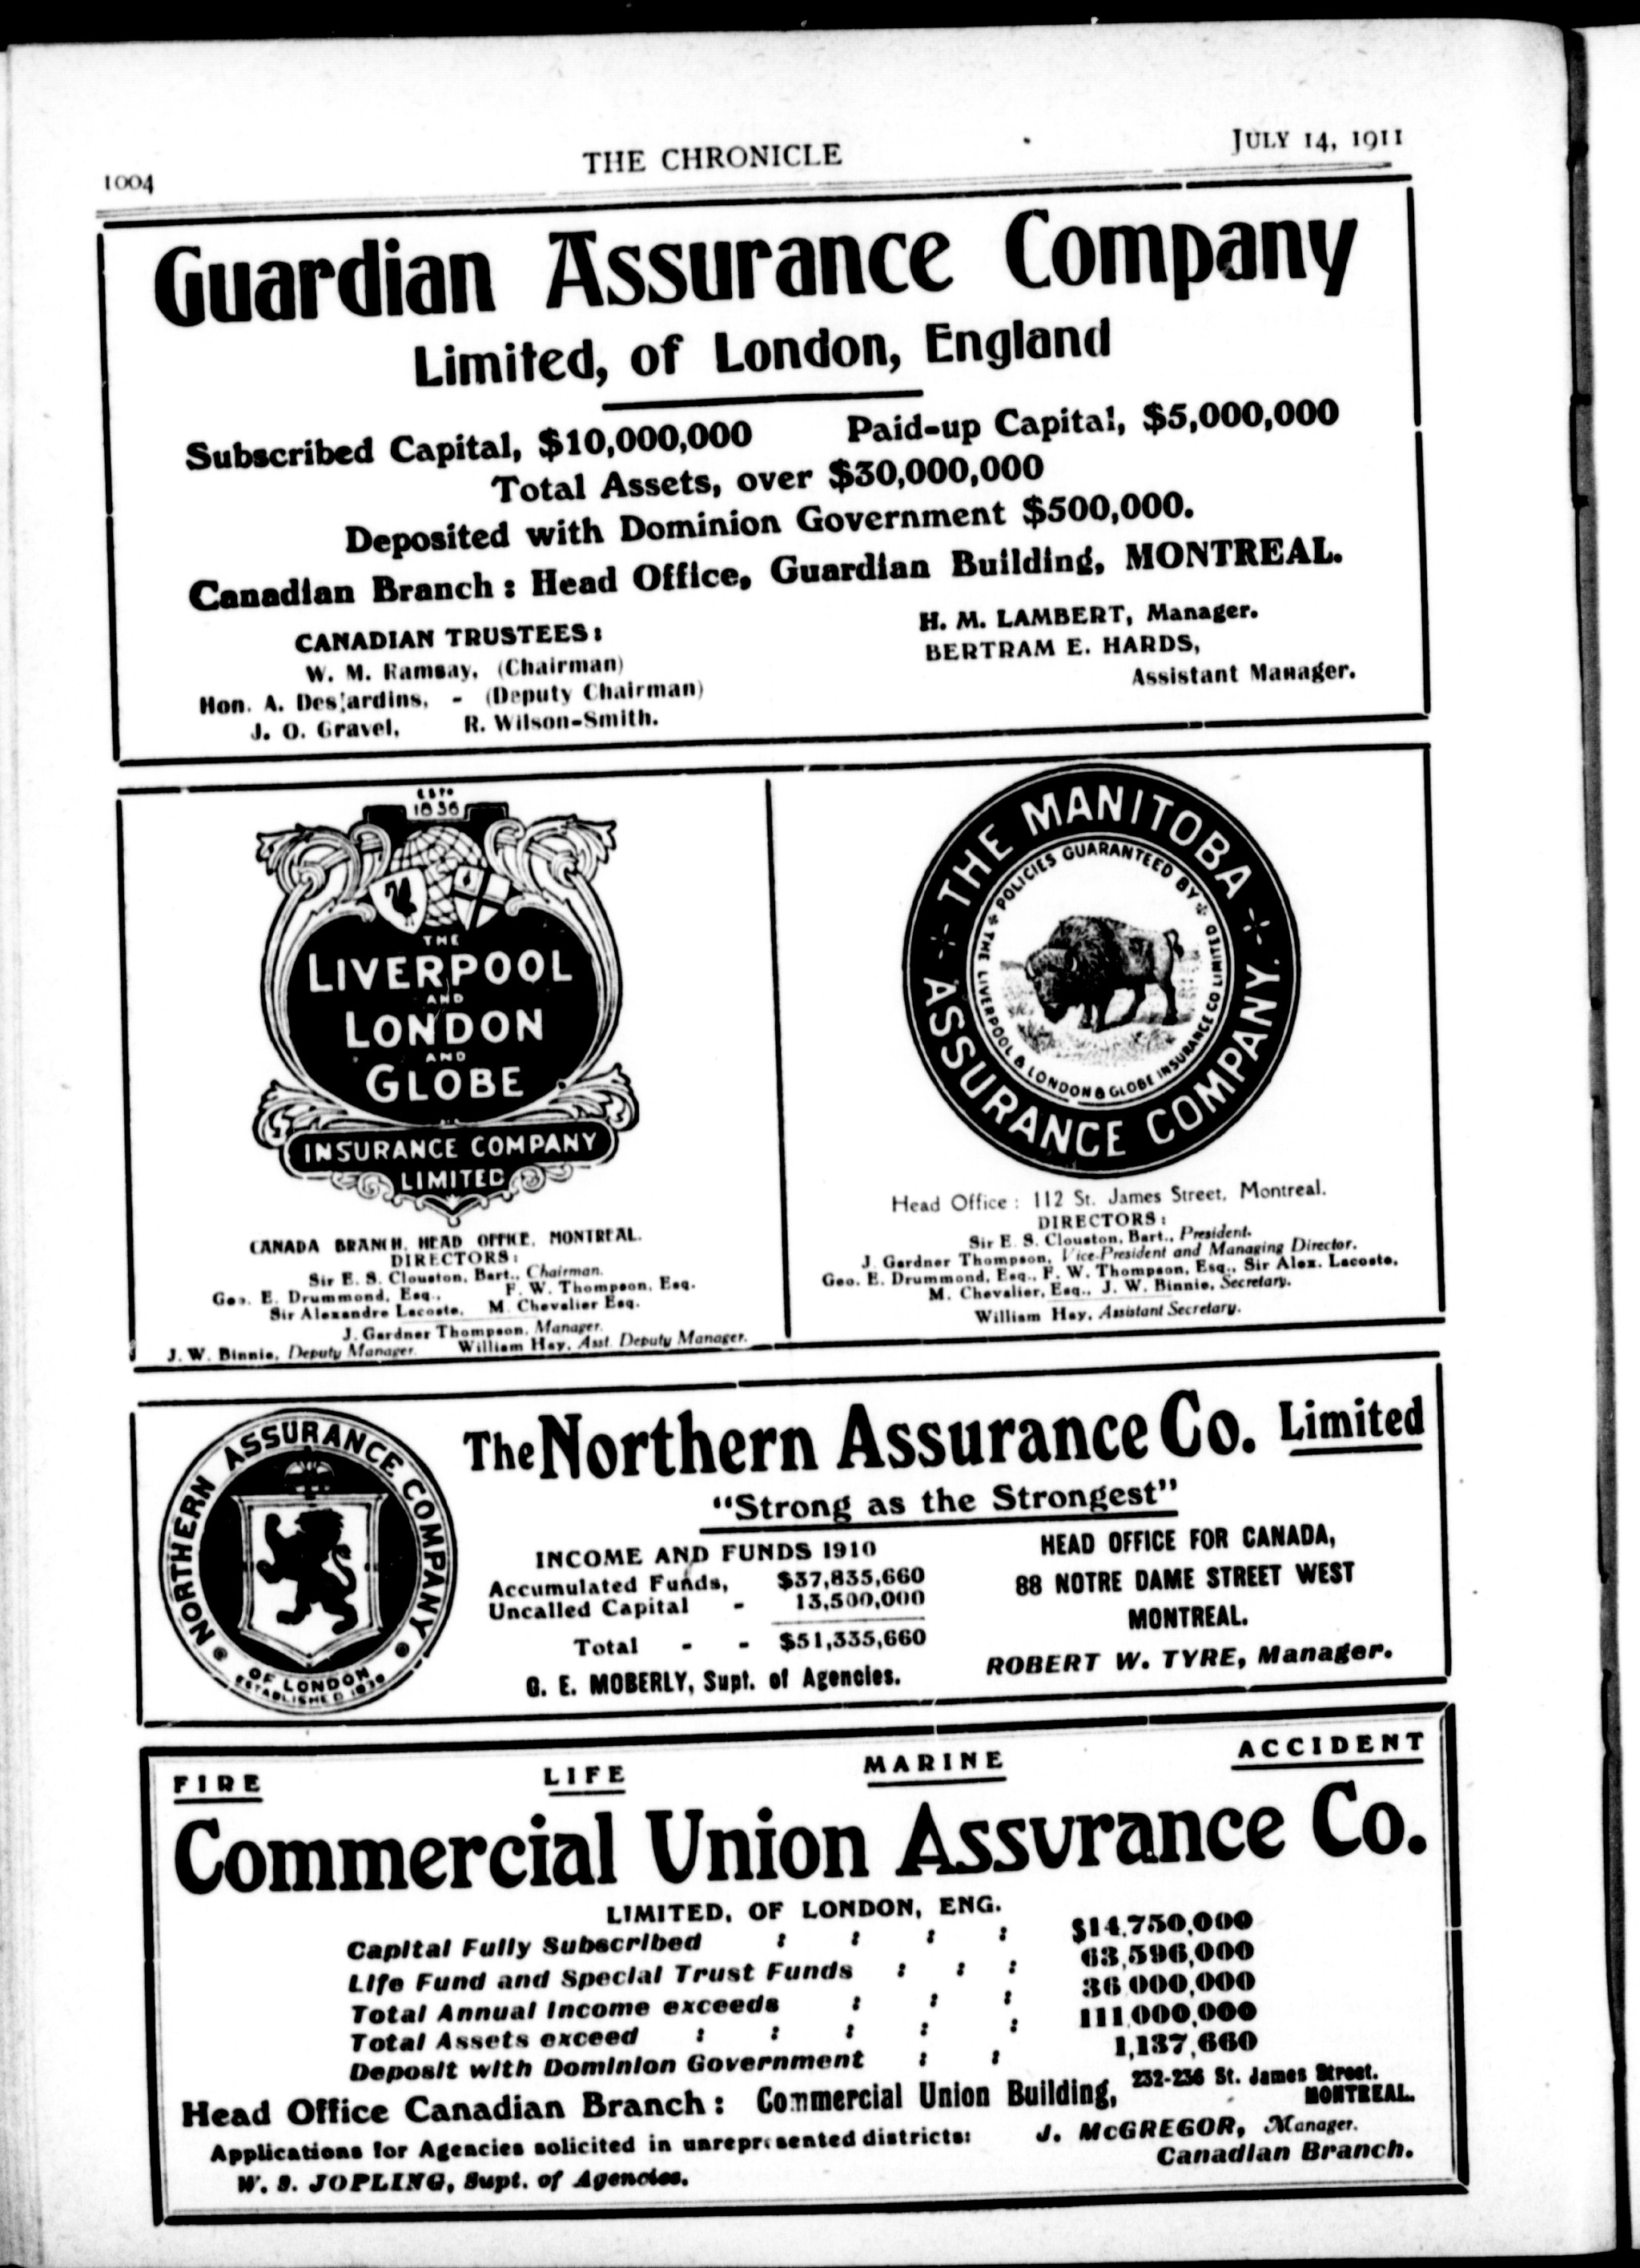 1004
THE CHRONICLE
JULY 14, 1911
Guardian Assurance Company
Limited, of London, England
Subscribed Capital, $10,000,000 Paid-up Capital, $5,000,000
Total Assets, over $30,000,000
Deposited with Dominion Government $500,000.
Canadian Branch: Head Office, Guardian Building, MONTREAL.
CANADIAN TRUSTEES:
W. M. Ramsay, (Chairman)
Hon. A. Desjardins, - (Deputy Chairman)
J. O. Gravel, R. Wilson-Smith.
H. M. LAMBERT, Manager.
BERTRAM E. HARDS,
Assistant Manager.
ESTD
1836
THE
LIVERPOOL
AND
LONDON
AND
GLOBE
INSURANCE COMPANY
LIMITED
CANADA BRANCH, HEAD OFFICE, MONTREAL.
DIRECTORS:
Sir E. S. Clouston, Bart., Chairman.
Geo. E. Drummond, Esq., F. W. Thompson, Esq.
Sir Alexandre Lacoste, M. Chevalier Esq.
J. Gardner Thompson, Manager.
J. W. Binnie, Deputy Manager. William Hay, Asst. Deputy Manager.
THE MANITOBA
ASSURANCE COMPANY.
POLICIES GUARANTEED BY
THE LIVERPOOL & LONDON & GLOBE INSURANCE CO LIMITED
Head Office: 112 St. James Street, Montreal.
DIRECTORS:
Sir E. S. Clouston, Bart., President.
J. Gardner Thompson, Vice-President and Managing Director.
Geo. E. Drummond, Esq., F. W. Thompson, Esq., Sir Alex. Lacoste,
M. Chevalier, Esq., J. W. Binnie, Secretary.
William Hay, Assistant Secretary.
NORTHERN ASSURANCE COMPANY
OF LONDON
ESTABLISHED 1836
The Northern Assurance Co. Limited
"Strong as the Strongest"
INCOME AND FUNDS 1910
Accumulated Funds, $37,835,660
Uncalled Capital - 13,500,000
Total - - $51,335,660
G. E. MOBERLY, Supt. of Agencies.
HEAD OFFICE FOR CANADA,
88 NOTRE DAME STREET WEST
MONTREAL.
ROBERT W. TYRE, Manager.
FIRE LIFE MARINE ACCIDENT
Commercial Union Assurance Co.
LIMITED, OF LONDON, ENG.
Capital Fully Subscribed : : : : $14,750,000
Life Fund and Special Trust Funds : : : 63,596,000
Total Annual Income exceeds : : : 36,000,000
Total Assets exceed : : : : : 111,000,000
Deposit with Dominion Government : : 1,137,660
Head Office Canadian Branch: Commercial Union Building, 232-236 St. James Street.
MONTREAL.
Applications for Agencies solicited in unrepresented districts:
W. S. JOPLING, Supt. of Agencies.
J. McGREGOR, Manager.
Canadian Branch.